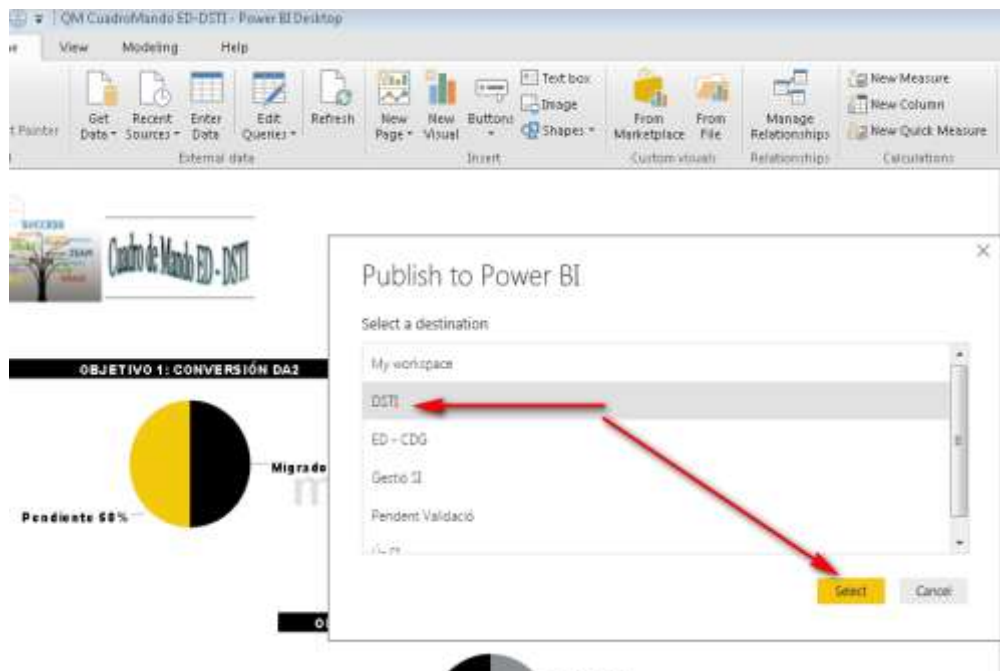 QM CuadroMando ED-DSTI - Power BI Desktop
View Modeling Help
Painter
Get Data
Recent Sources
Enter Data
Edit Queries
Refresh
New Page
New Visual
Buttons
Text box
Image
Shapes
From Marketplace
From File
Manage Relationships
New Measure
New Column
New Quick Measure
External data
Insert
Custom visuals
Relationships
Calculations
SUCCESS
TEAM
Cuadro de Mando ED - DSTI
Publish to Power BI
Select a destination
My workspace
DSTI
ED - CDG
Gestió SI
Pendent Validació
Select Cancel
OBJETIVO 1: CONVERSIÓN DA2
Migrado
Pendiente 50%